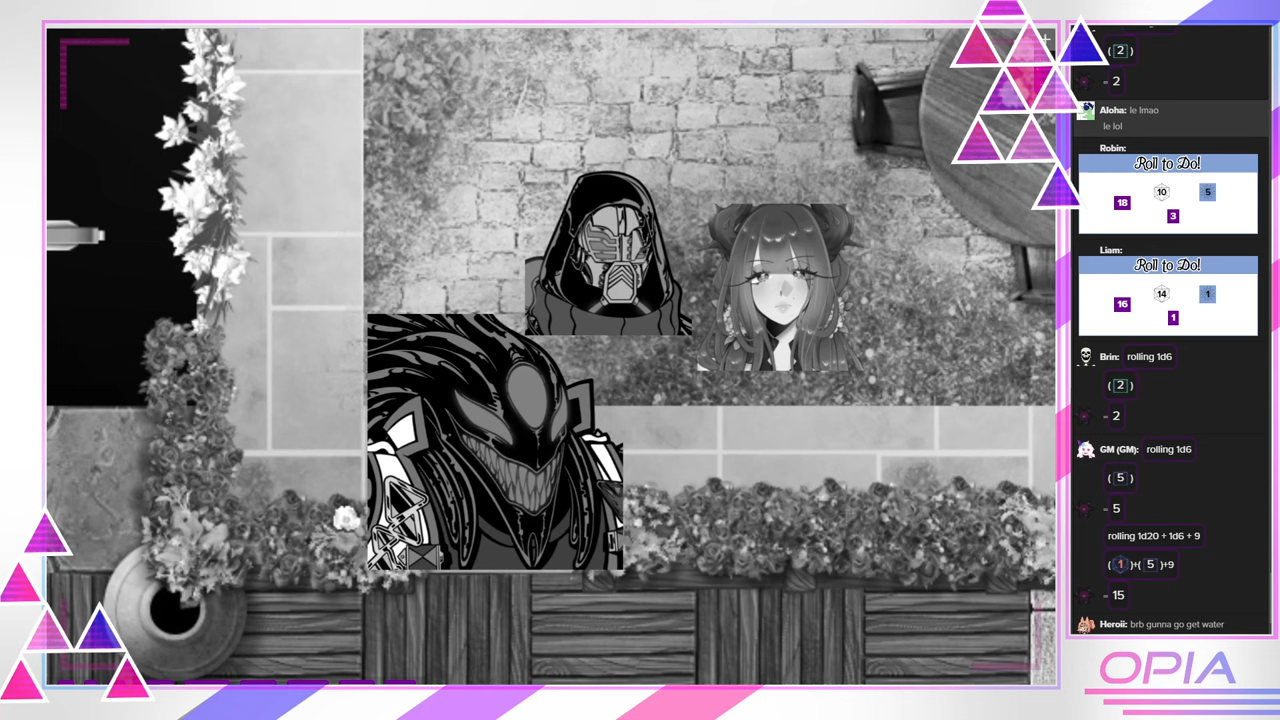 (2)
= 2
Aloha: le lmao
le lol
Robin:
Roll to Do!
10
5
18
3
Liam:
Roll to Do!
14
1
16
1
Brin: rolling 1d6
(2)
= 2
GM (GM): rolling 1d6
(5)
= 5
rolling 1d20 + 1d6 + 9
(1)+(5)+9
= 15
Heroii: brb gunna go get water
OPIA